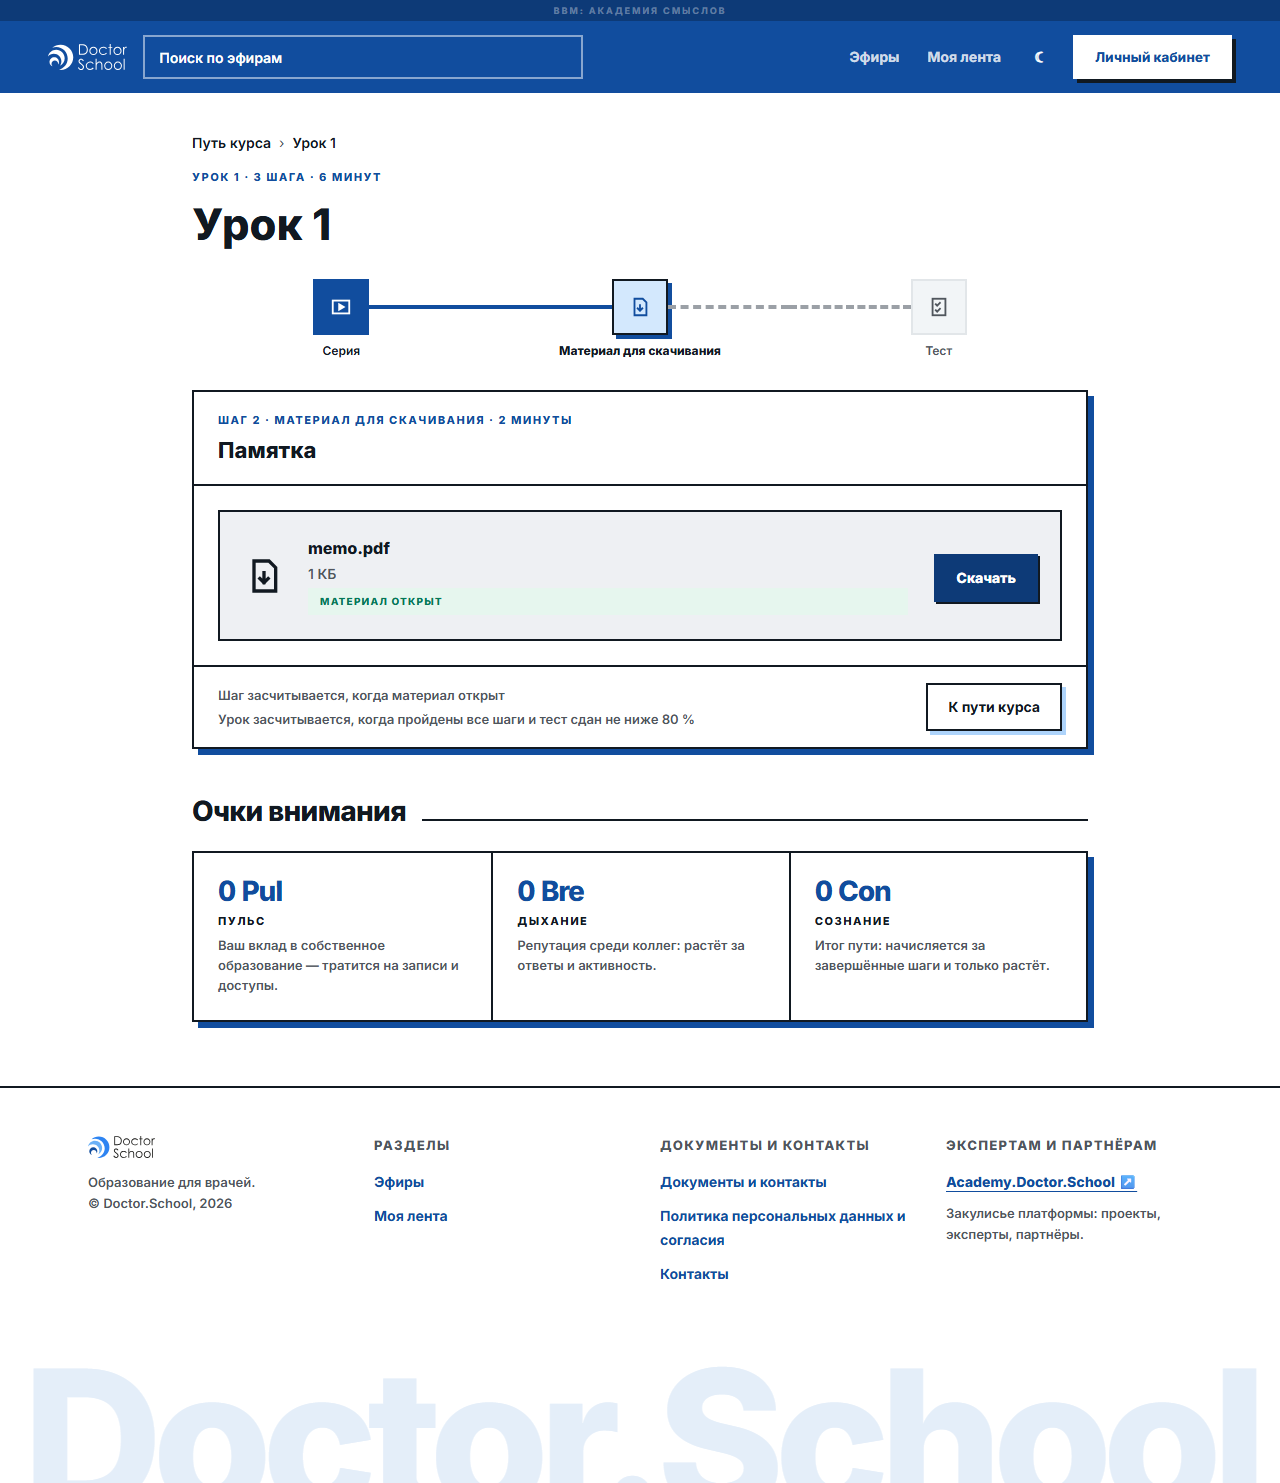 BBM: АКАДЕМИЯ СМЫСЛОВ
Doctor School
Поиск по эфирам
Эфиры
Моя лента
Личный кабинет
Путь курса › Урок 1
УРОК 1 · 3 ШАГА · 6 МИНУТ
Урок 1
Серия
Материал для скачивания
Тест
ШАГ 2 · МАТЕРИАЛ ДЛЯ СКАЧИВАНИЯ · 2 МИНУТЫ
Памятка
memo.pdf
1 КБ
МАТЕРИАЛ ОТКРЫТ
Скачать
Шаг засчитывается, когда материал открыт
Урок засчитывается, когда пройдены все шаги и тест сдан не ниже 80 %
К пути курса
Очки внимания
0 Pul
ПУЛЬС
Ваш вклад в собственное
образование — тратится на записи и
доступы.
0 Bre
ДЫХАНИЕ
Репутация среди коллег: растёт за
ответы и активность.
0 Con
СОЗНАНИЕ
Итог пути: начисляется за
завершённые шаги и только растёт.
Doctor School
Образование для врачей.
© Doctor.School, 2026
РАЗДЕЛЫ
Эфиры
Моя лента
ДОКУМЕНТЫ И КОНТАКТЫ
Документы и контакты
Политика персональных данных и
согласия
Контакты
ЭКСПЕРТАМ И ПАРТНЁРАМ
Academy.Doctor.School ↗
Закулисье платформы: проекты,
эксперты, партнёры.
Doctor.School